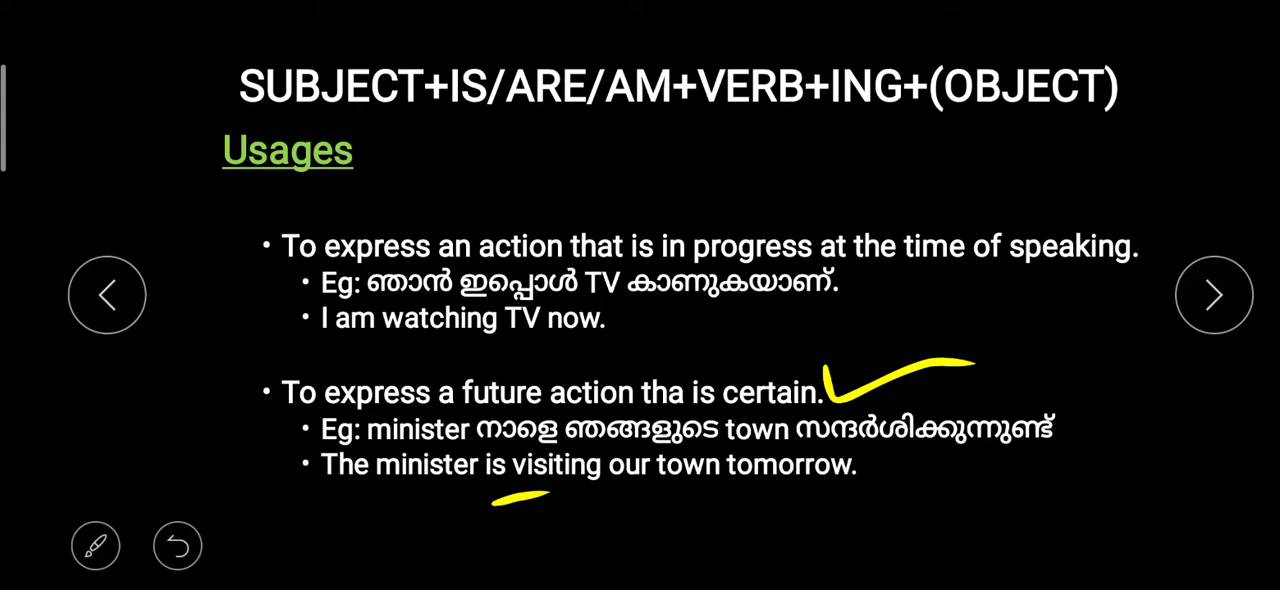 SUBJECT+IS/ARE/AM+VERB+ING+(OBJECT)
Usages
• To express an action that is in progress at the time of speaking.
• Eg: ഞാൻ ഇപ്പൊൾ TV കാണുകയാണ്.
• I am watching TV now.
• To express a future action tha is certain.
• Eg: minister നാളെ ഞങ്ങളുടെ town സന്ദർശിക്കുന്നുണ്ട്
• The minister is visiting our town tomorrow.